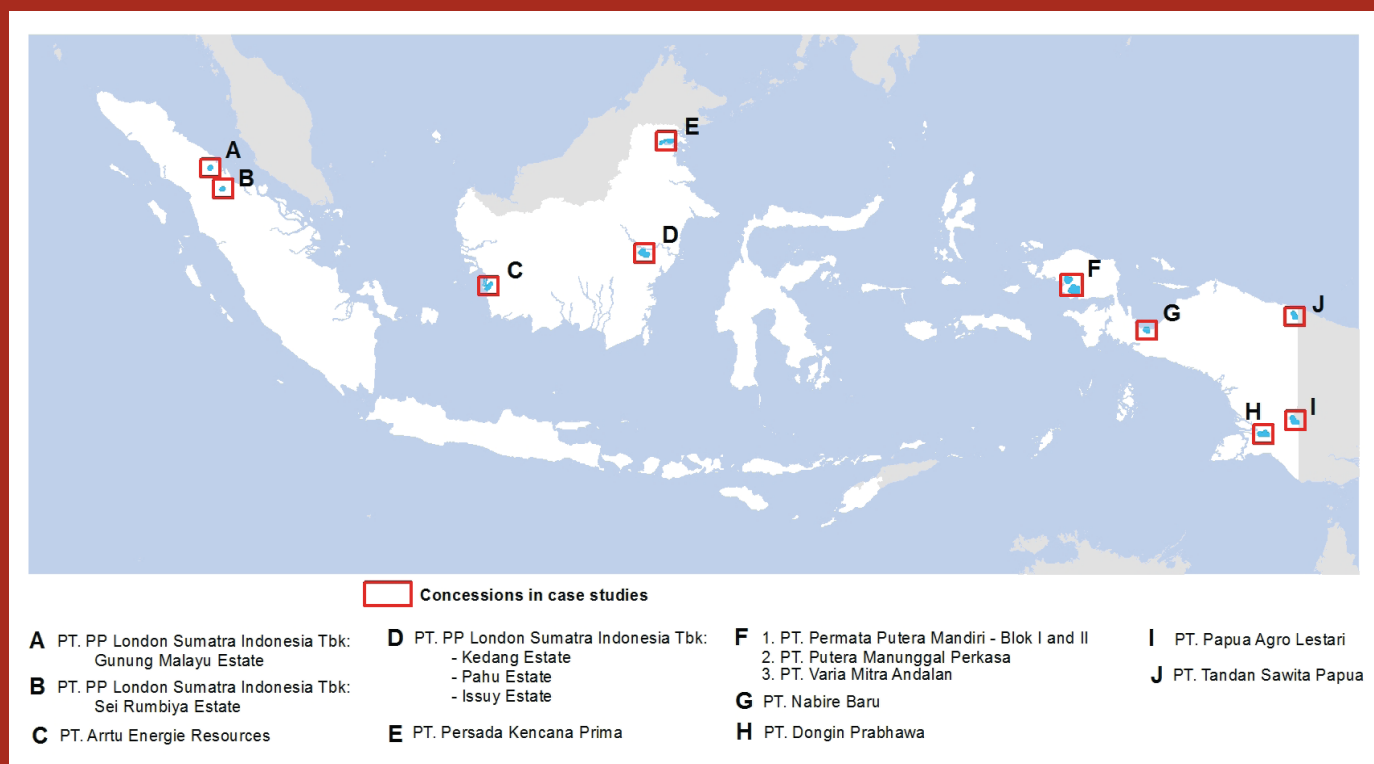 A
B
C
D
E
F
G
H
I
J
Concessions in case studies
A PT. PP London Sumatra Indonesia Tbk:
Gunung Malayu Estate
B PT. PP London Sumatra Indonesia Tbk:
Sei Rumbiya Estate
C PT. Arrtu Energie Resources
D PT. PP London Sumatra Indonesia Tbk:
- Kedang Estate
- Pahu Estate
- Issuy Estate
E PT. Persada Kencana Prima
F 1. PT. Permata Putera Mandiri - Blok I and II
2. PT. Putera Manunggal Perkasa
3. PT. Varia Mitra Andalan
G PT. Nabire Baru
H PT. Dongin Prabhawa
I PT. Papua Agro Lestari
J PT. Tandan Sawita Papua